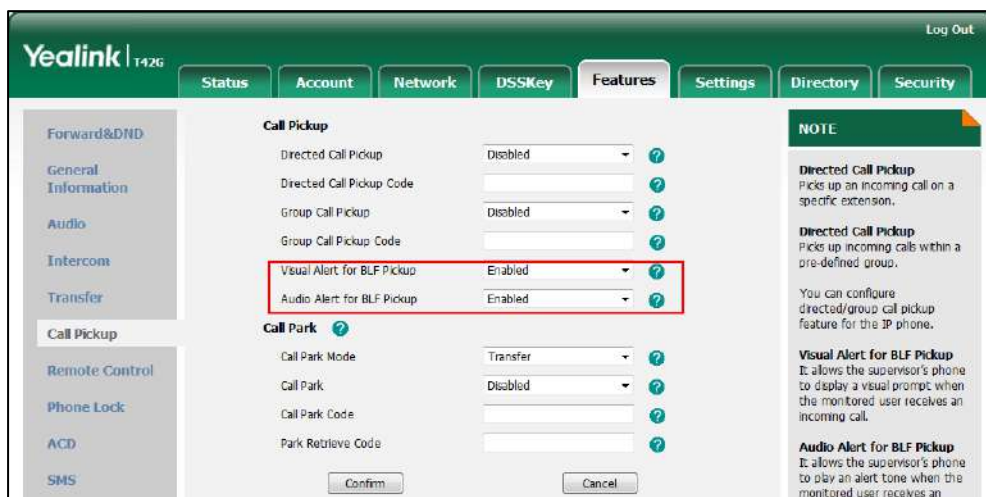 Log Out
Yealink T42G
Status Account Network DSSKey Features Settings Directory Security
Forward&DND
General
Information
Audio
Intercom
Transfer
Call Pickup
Remote Control
Phone Lock
ACD
SMS
Call Pickup
Directed Call Pickup Disabled
Directed Call Pickup Code
Group Call Pickup Disabled
Group Call Pickup Code
Visual Alert for BLF Pickup Enabled
Audio Alert for BLF Pickup Enabled
Call Park
Call Park Mode Transfer
Call Park Disabled
Call Park Code
Park Retrieve Code
Confirm Cancel
NOTE
Directed Call Pickup
Picks up an incoming call on a
specific extension.
Directed Call Pickup
Picks up incoming calls within a
pre-defined group.
You can configure
directed/group call pickup
feature for the IP phone.
Visual Alert for BLF Pickup
It allows the supervisor's phone
to display a visual prompt when
the monitored user receives an
incoming call.
Audio Alert for BLF Pickup
It allows the supervisor's phone
to play an alert tone when the
monitored user receives an